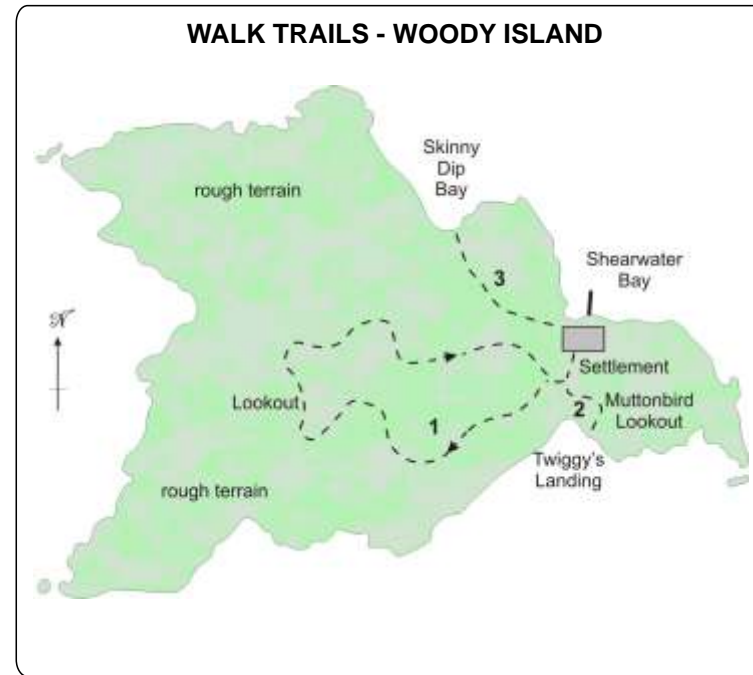 WALK TRAILS - WOODY ISLAND
Skinny
Dip
Bay
rough terrain
3
Shearwater
Bay
N
Settlement
Lookout
1
2
Muttonbird
Lookout
Twiggy's
Landing
rough terrain